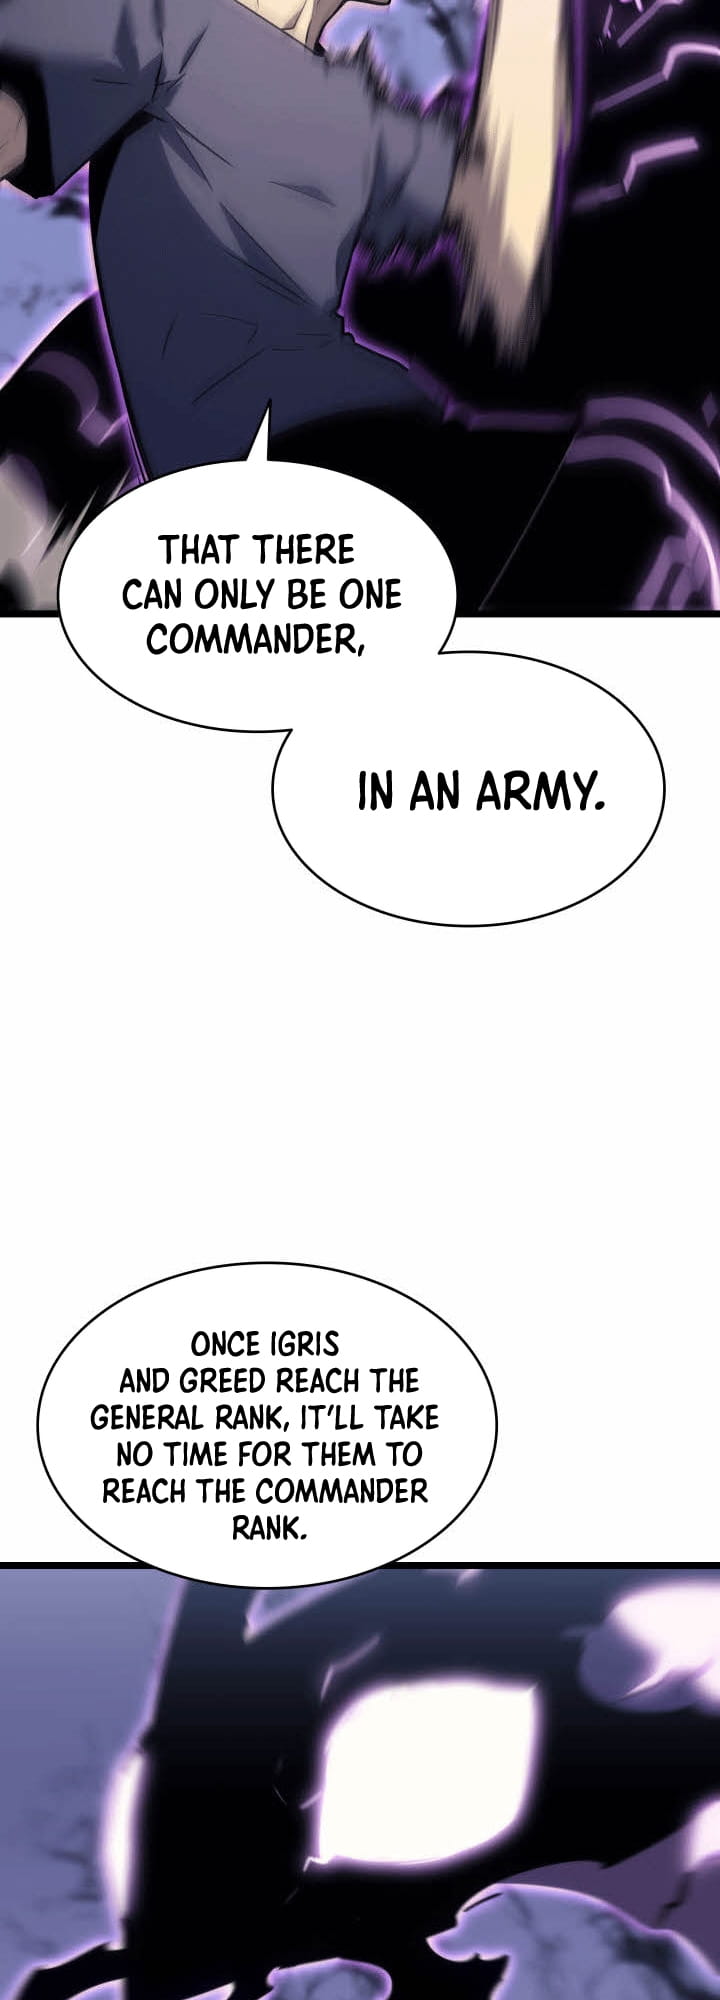 THAT THERE
CAN ONLY BE ONE
COMMANDER,
IN AN ARMY.
ONCE IGRIS
AND GREED REACH THE
GENERAL RANK, IT'LL TAKE
NO TIME FOR THEM TO
REACH THE COMMANDER
RANK.